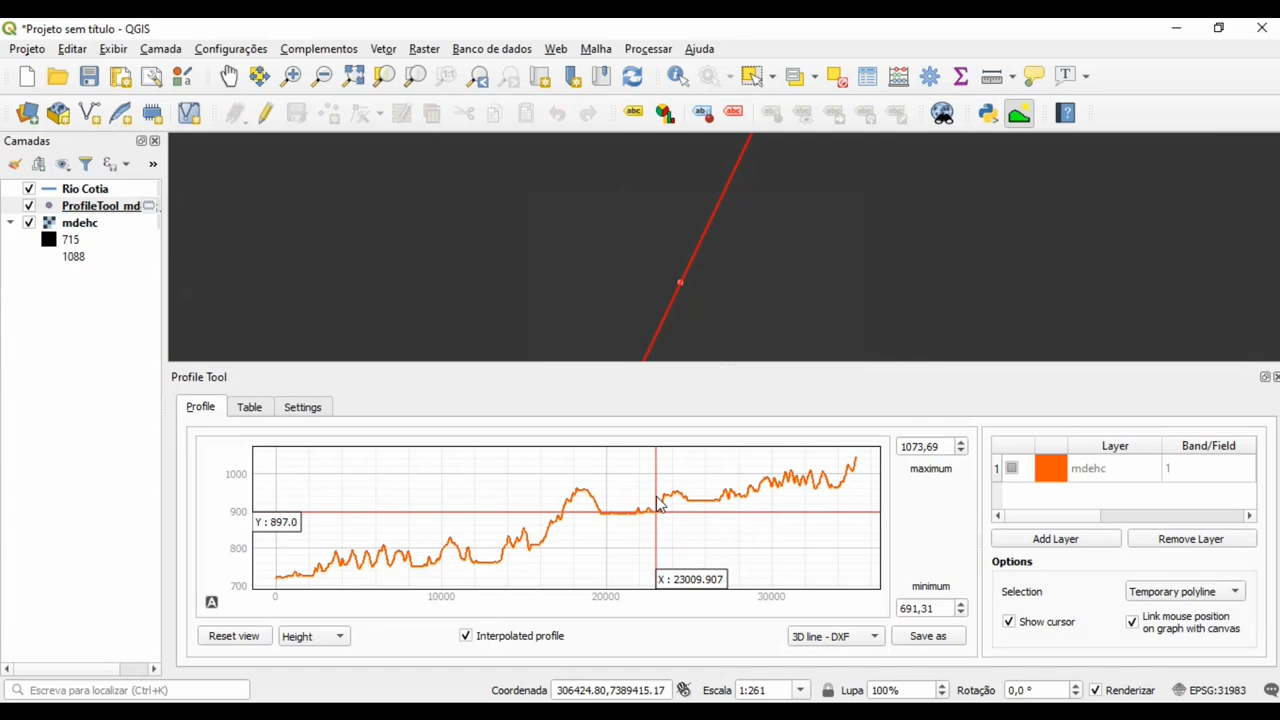 *Projeto sem título - QGIS
Projeto Editar Exibir Camada Configurações Complementos Vetor Raster Banco de dados Web Malha Processar Ajuda
Camadas
Rio Cotia
ProfileTool_md
mdehc
715
1088
Profile Tool
Profile Table Settings
1073,69
maximum
minimum
691,31
1000
900
800
700
Y : 897.0
X : 23009.907
0 10000 20000 30000
Reset view Height Interpolated profile 3D line - DXF Save as
Layer Band/Field
1 mdehc 1
Add Layer Remove Layer
Options
Selection Temporary polyline
Show cursor Link mouse position
on graph with canvas
Escreva para localizar (Ctrl+K) Coordenada 306424.80,7389415.17 Escala 1:261 Lupa 100% Rotação 0,0 ° Renderizar EPSG:31983